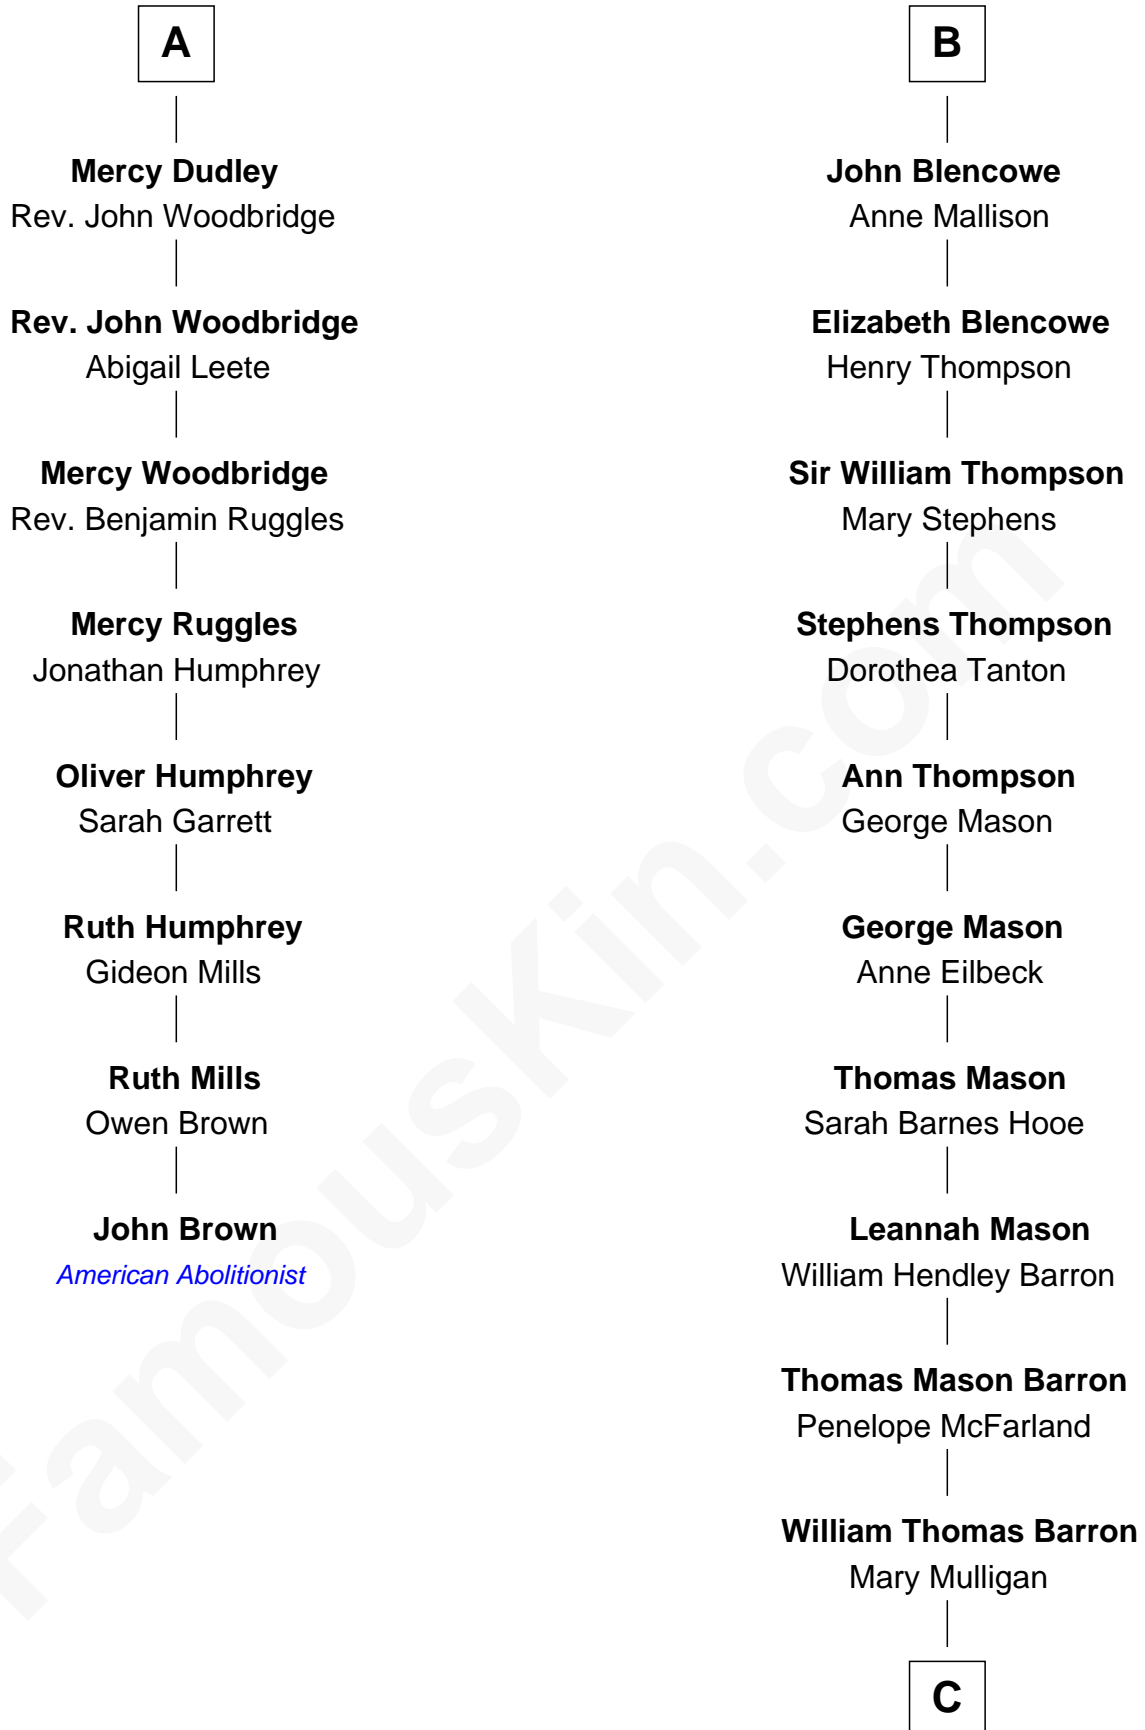 A
Mercy Dudley
Rev. John Woodbridge
Rev. John Woodbridge
Abigail Leete
Mercy Woodbridge
Rev. Benjamin Ruggles
Mercy Ruggles
Jonathan Humphrey
Oliver Humphrey
Sarah Garrett
Ruth Humphrey
Gideon Mills
Ruth Mills
Owen Brown
John Brown
American Abolitionist
B
John Blencowe
Anne Mallison
Elizabeth Blencowe
Henry Thompson
Sir William Thompson
Mary Stephens
Stephens Thompson
Dorothea Tanton
Ann Thompson
George Mason
George Mason
Anne Eilbeck
Thomas Mason
Sarah Barnes Hooe
Leannah Mason
William Hendley Barron
Thomas Mason Barron
Penelope McFarland
William Thomas Barron
Mary Mulligan
C
FamousKin.com